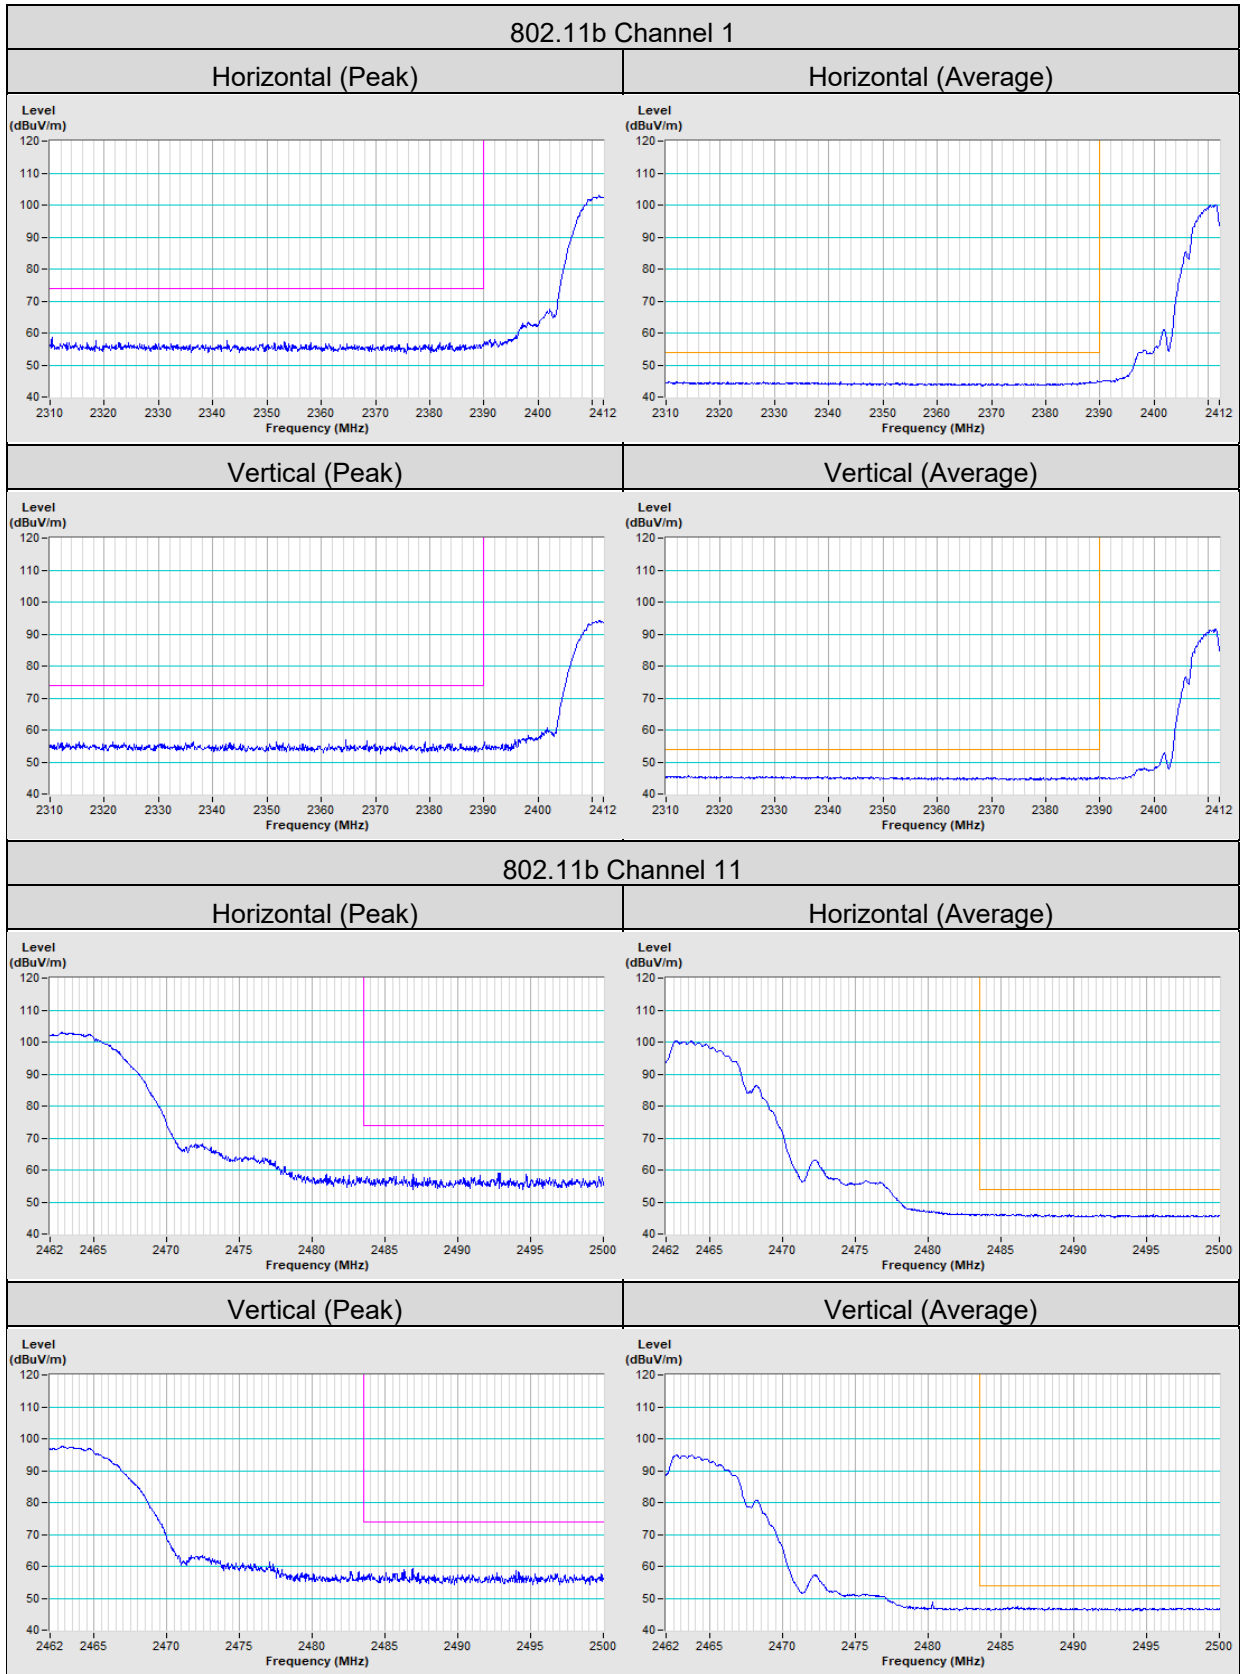 802.11b Channel 1
Horizontal (Peak) Horizontal (Average)
Level Level
(dBuV/m) (dBuV/m)
120 120
110 110
100 100
90 90
80 80
70 70
60 60
50 50
40 40
2310 2320 2330 2340 2350 2360 2370 2380 2390 2400 2412 2310 2320 2330 2340 2350 2360 2370 2380 2390 2400 2412
Frequency (MHz) Frequency (MHz)
Vertical (Peak) Vertical (Average)
Level Level
(dBuV/m) (dBuV/m)
120 120
110 110
100 100
90 90
80 80
70 70
60 60
50 50
40 40
2310 2320 2330 2340 2350 2360 2370 2380 2390 2400 2412 2310 2320 2330 2340 2350 2360 2370 2380 2390 2400 2412
Frequency (MHz) Frequency (MHz)
802.11b Channel 11
Horizontal (Peak) Horizontal (Average)
Level Level
(dBuV/m) (dBuV/m)
120 120
110 110
100 100
90 90
80 80
70 70
60 60
50 50
40 40
2462 2465 2470 2475 2480 2485 2490 2495 2500 2462 2465 2470 2475 2480 2485 2490 2495 2500
Frequency (MHz) Frequency (MHz)
Vertical (Peak) Vertical (Average)
Level Level
(dBuV/m) (dBuV/m)
120 120
110 110
100 100
90 90
80 80
70 70
60 60
50 50
40 40
2462 2465 2470 2475 2480 2485 2490 2495 2500 2462 2465 2470 2475 2480 2485 2490 2495 2500
Frequency (MHz) Frequency (MHz)